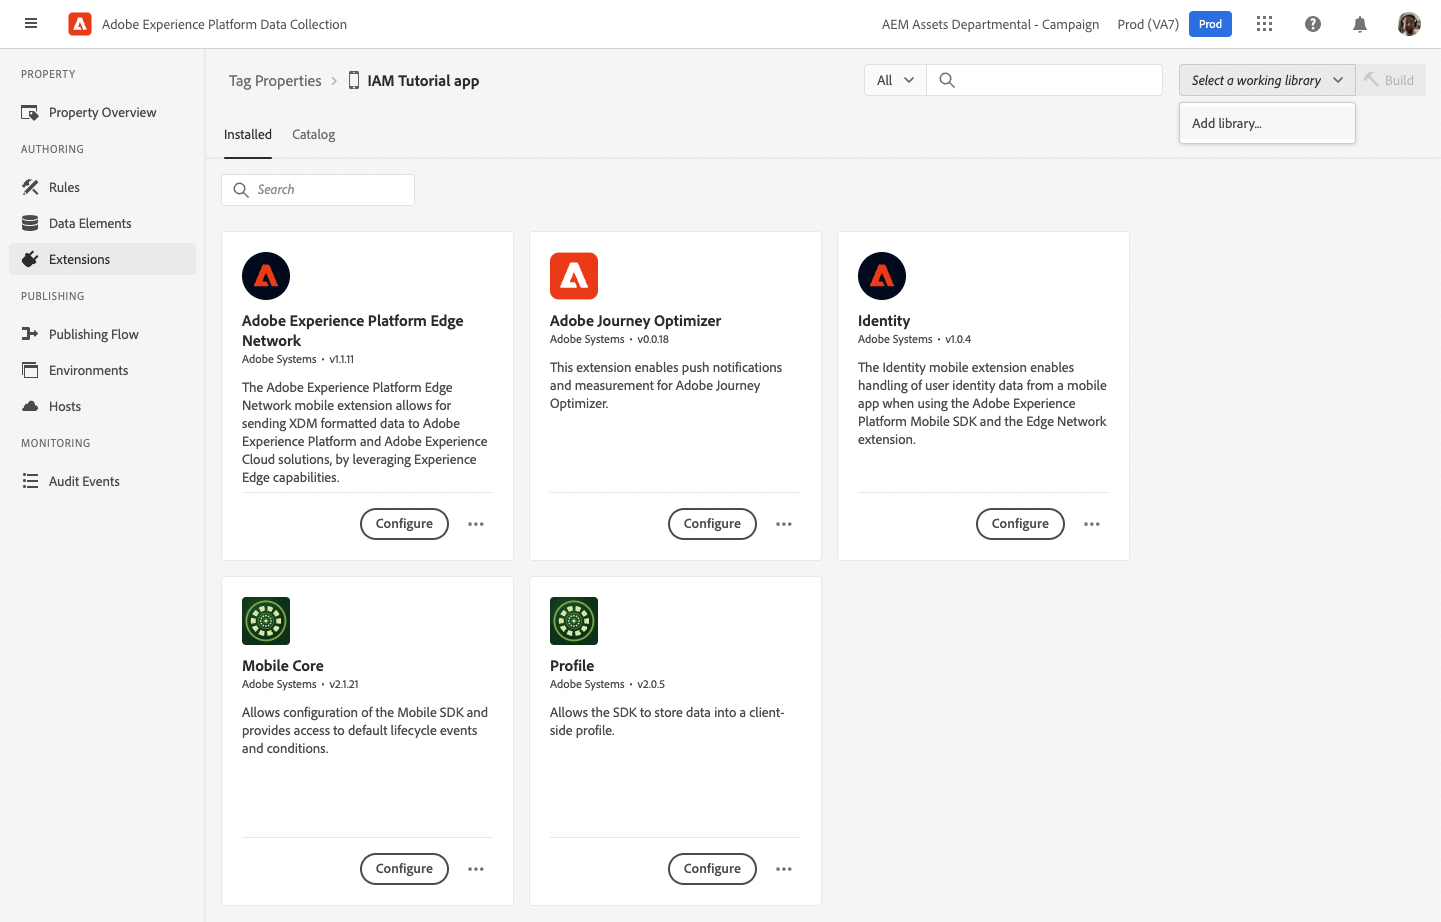 Adobe Experience Platform Data Collection
AEM Assets Departmental - Campaign
Prod (VA7)
Prod
PROPERTY
Property Overview
AUTHORING
Rules
Data Elements
Extensions
PUBLISHING
Publishing Flow
Environments
Hosts
MONITORING
Audit Events
Tag Properties
IAM Tutorial app
All
Select a working library
Build
Add library...
Installed
Catalog
Search
Adobe Experience Platform Edge
Network
Adobe Systems • v1.1.11
The Adobe Experience Platform Edge
Network mobile extension allows for
sending XDM formatted data to Adobe
Experience Platform and Adobe Experience
Cloud solutions, by leveraging Experience
Edge capabilities.
Configure
Adobe Journey Optimizer
Adobe Systems • v0.0.18
This extension enables push notifications
and measurement for Adobe Journey
Optimizer.
Configure
Identity
Adobe Systems • v1.0.4
The Identity mobile extension enables
handling of user identity data from a mobile
app when using the Adobe Experience
Platform Mobile SDK and the Edge Network
extension.
Configure
Mobile Core
Adobe Systems • v2.1.21
Allows configuration of the Mobile SDK and
provides access to default lifecycle events
and conditions.
Configure
Profile
Adobe Systems • v2.0.5
Allows the SDK to store data into a client-
side profile.
Configure